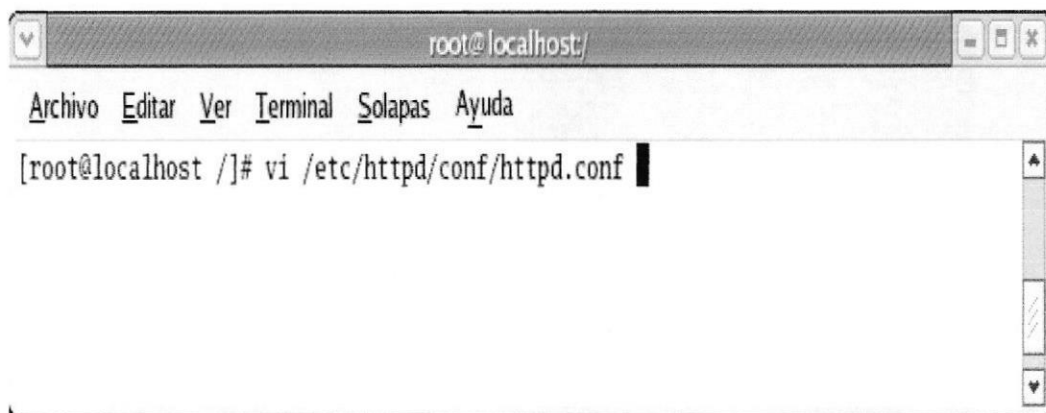 root@localhost:/
Archivo Editar Ver Terminal Solapas Ayuda
[root@localhost /]# vi /etc/httpd/conf/httpd.conf